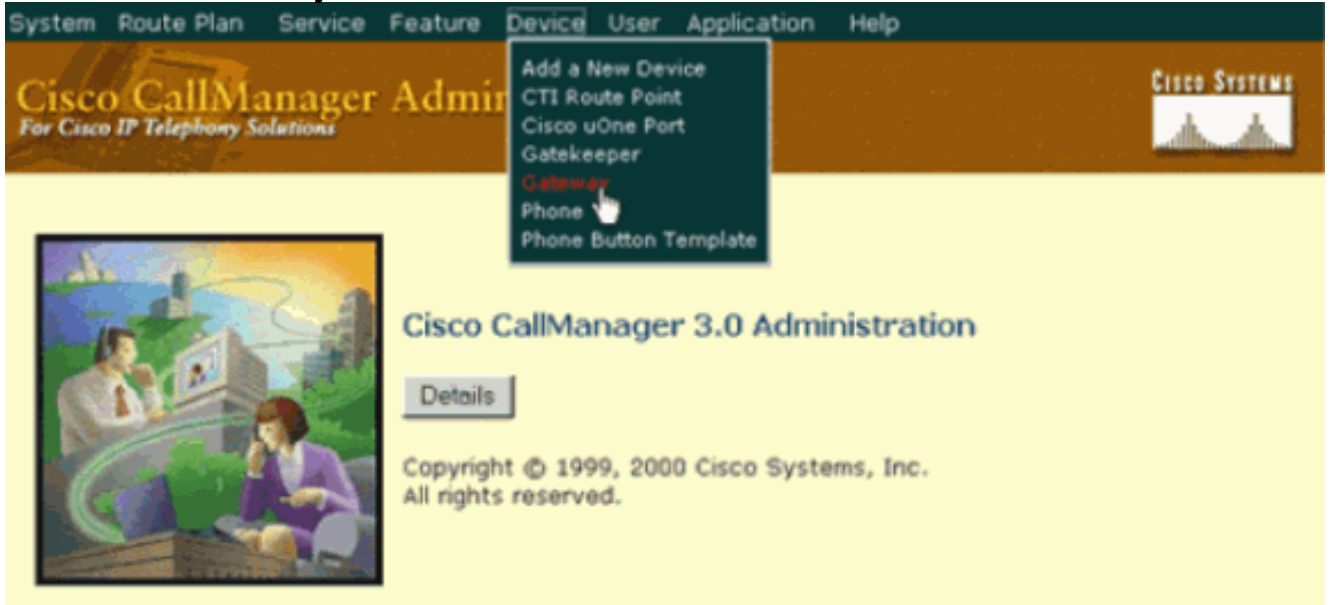 System Route Plan Service Feature Device User Application Help
Add a New Device
CTI Route Point
Cisco uOne Port
Gatekeeper
Gateway
Phone
Phone Button Template
Cisco CallManager Admin
For Cisco IP Telephony Solutions
CISCO SYSTEMS
Cisco CallManager 3.0 Administration
Details
Copyright © 1999, 2000 Cisco Systems, Inc.
All rights reserved.